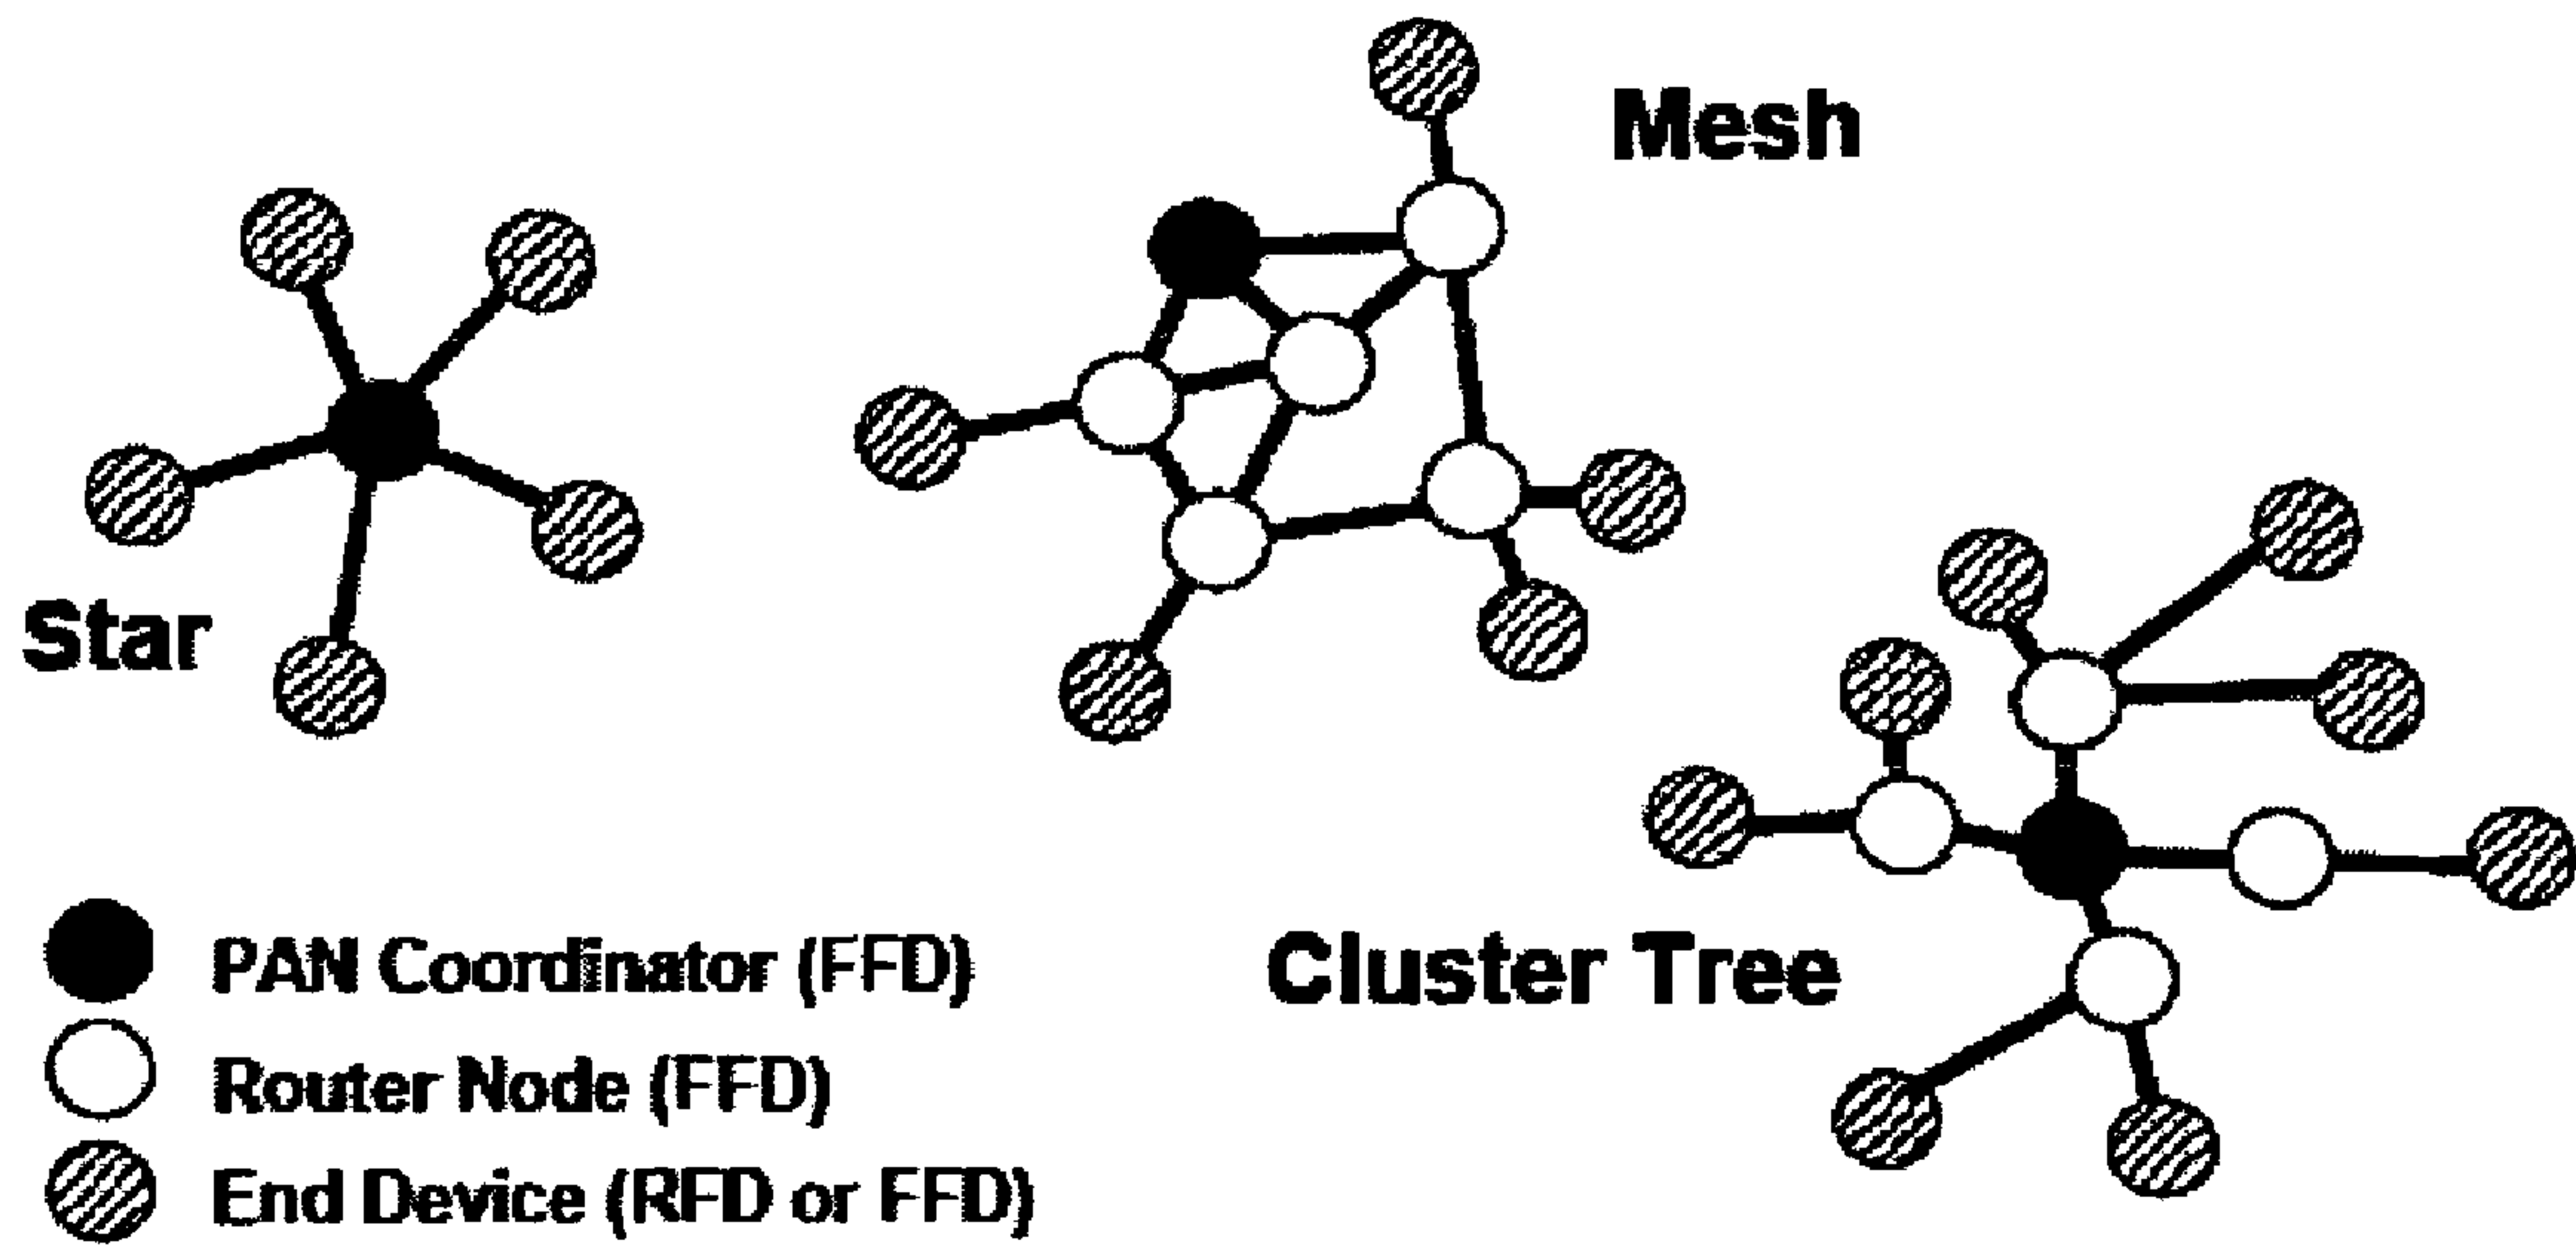 Mesh
Star
Cluster Tree
PAN Coordinator (FFD)
Router Node (FFD)
End Device (RFD or FFD)